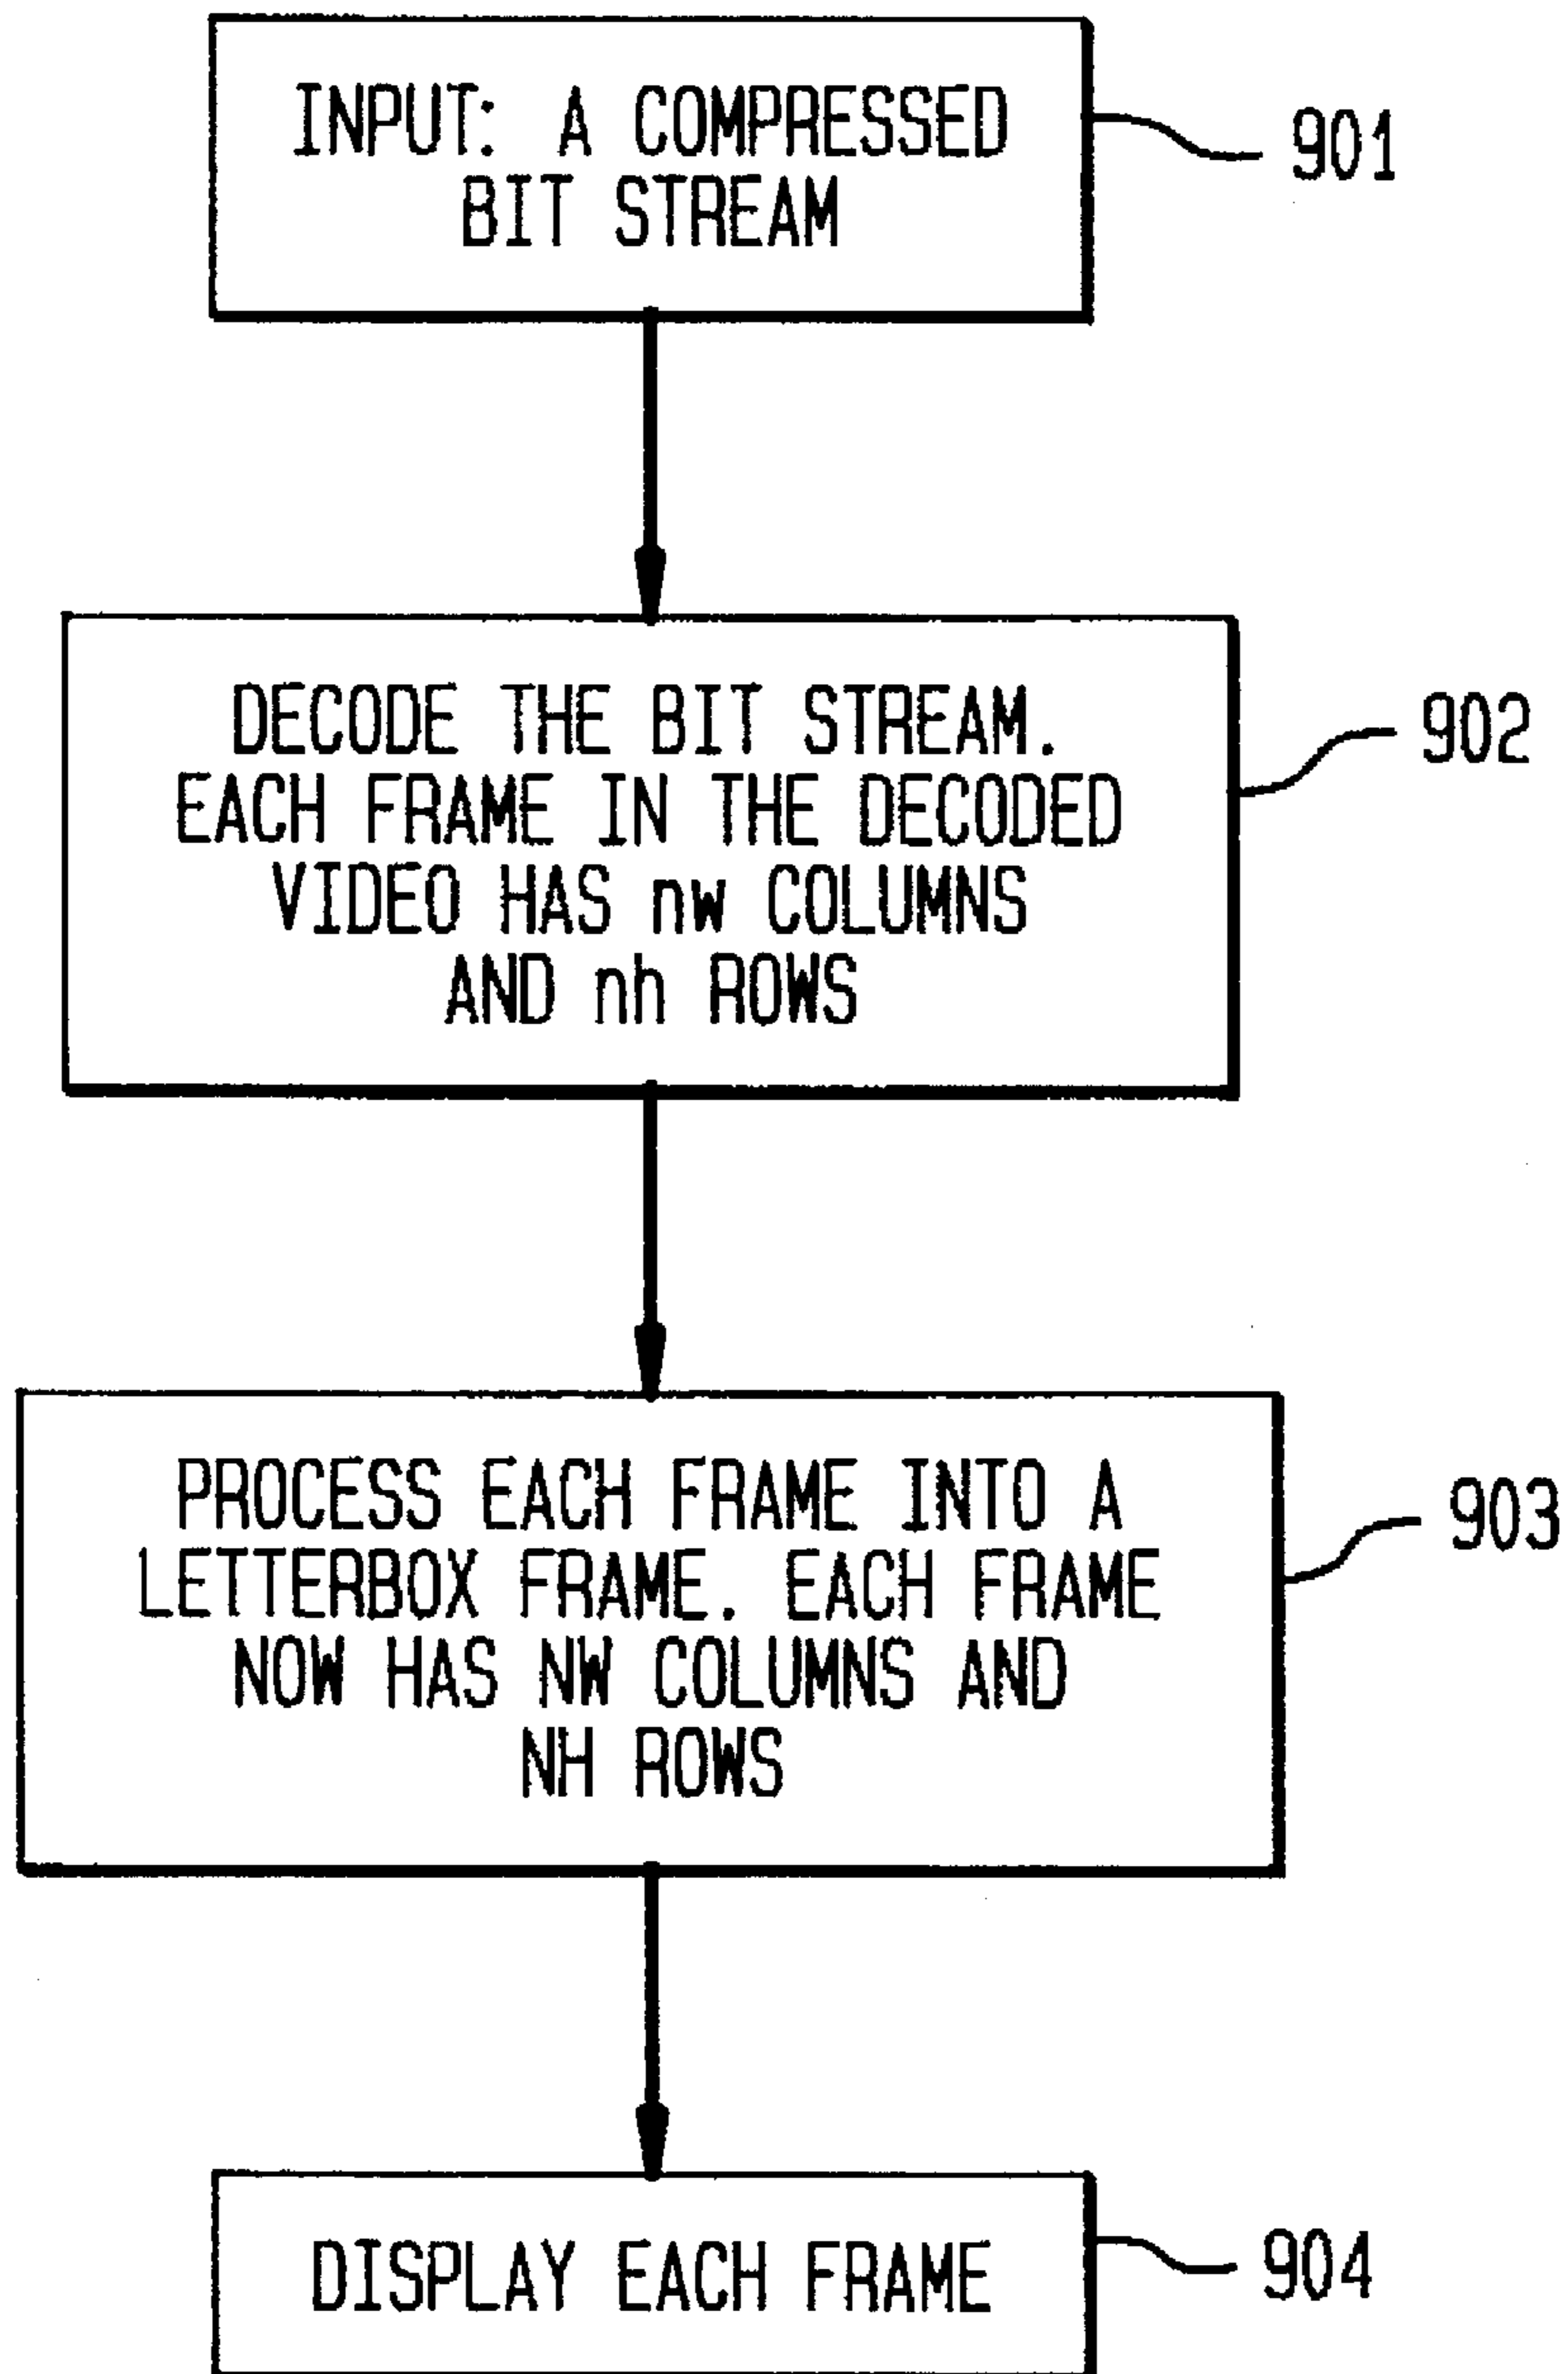 INPUT: A COMPRESSED
BIT STREAM
901
DECODE THE BIT STREAM.
EACH FRAME IN THE DECODED
VIDEO HAS nw COLUMNS
AND nh ROWS
902
PROCESS EACH FRAME INTO A
LETTERBOX FRAME. EACH FRAME
NOW HAS NW COLUMNS AND
NH ROWS
903
DISPLAY EACH FRAME
904